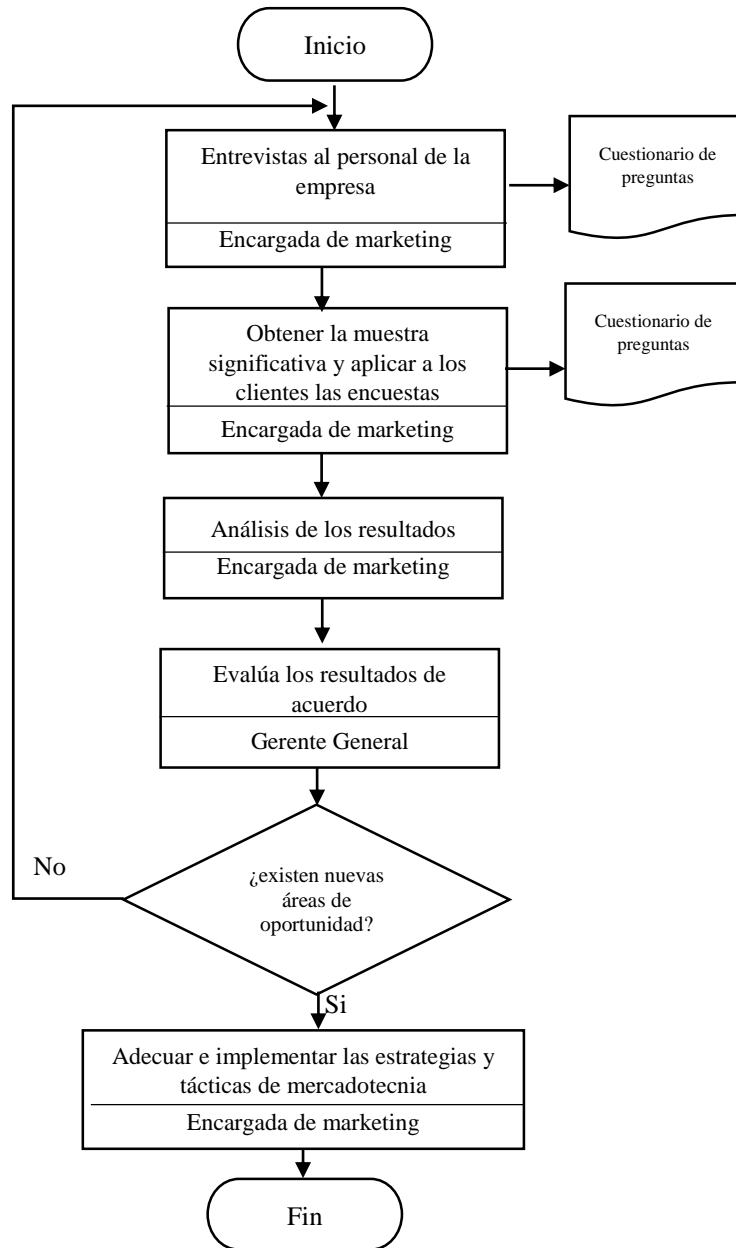 Inicio
Entrevistas al personal de la
empresa
Encargada de marketing
Cuestionario de
preguntas
Obtener la muestra
significativa y aplicar a los
clientes las encuestas
Encargada de marketing
Cuestionario de
preguntas
Análisis de los resultados
Encargada de marketing
Evalúa los resultados de
acuerdo
Gerente General
No
¿existen nuevas
áreas de
oportunidad?
Si
Adecuar e implementar las estrategias y
tácticas de mercadotecnia
Encargada de marketing
Fin